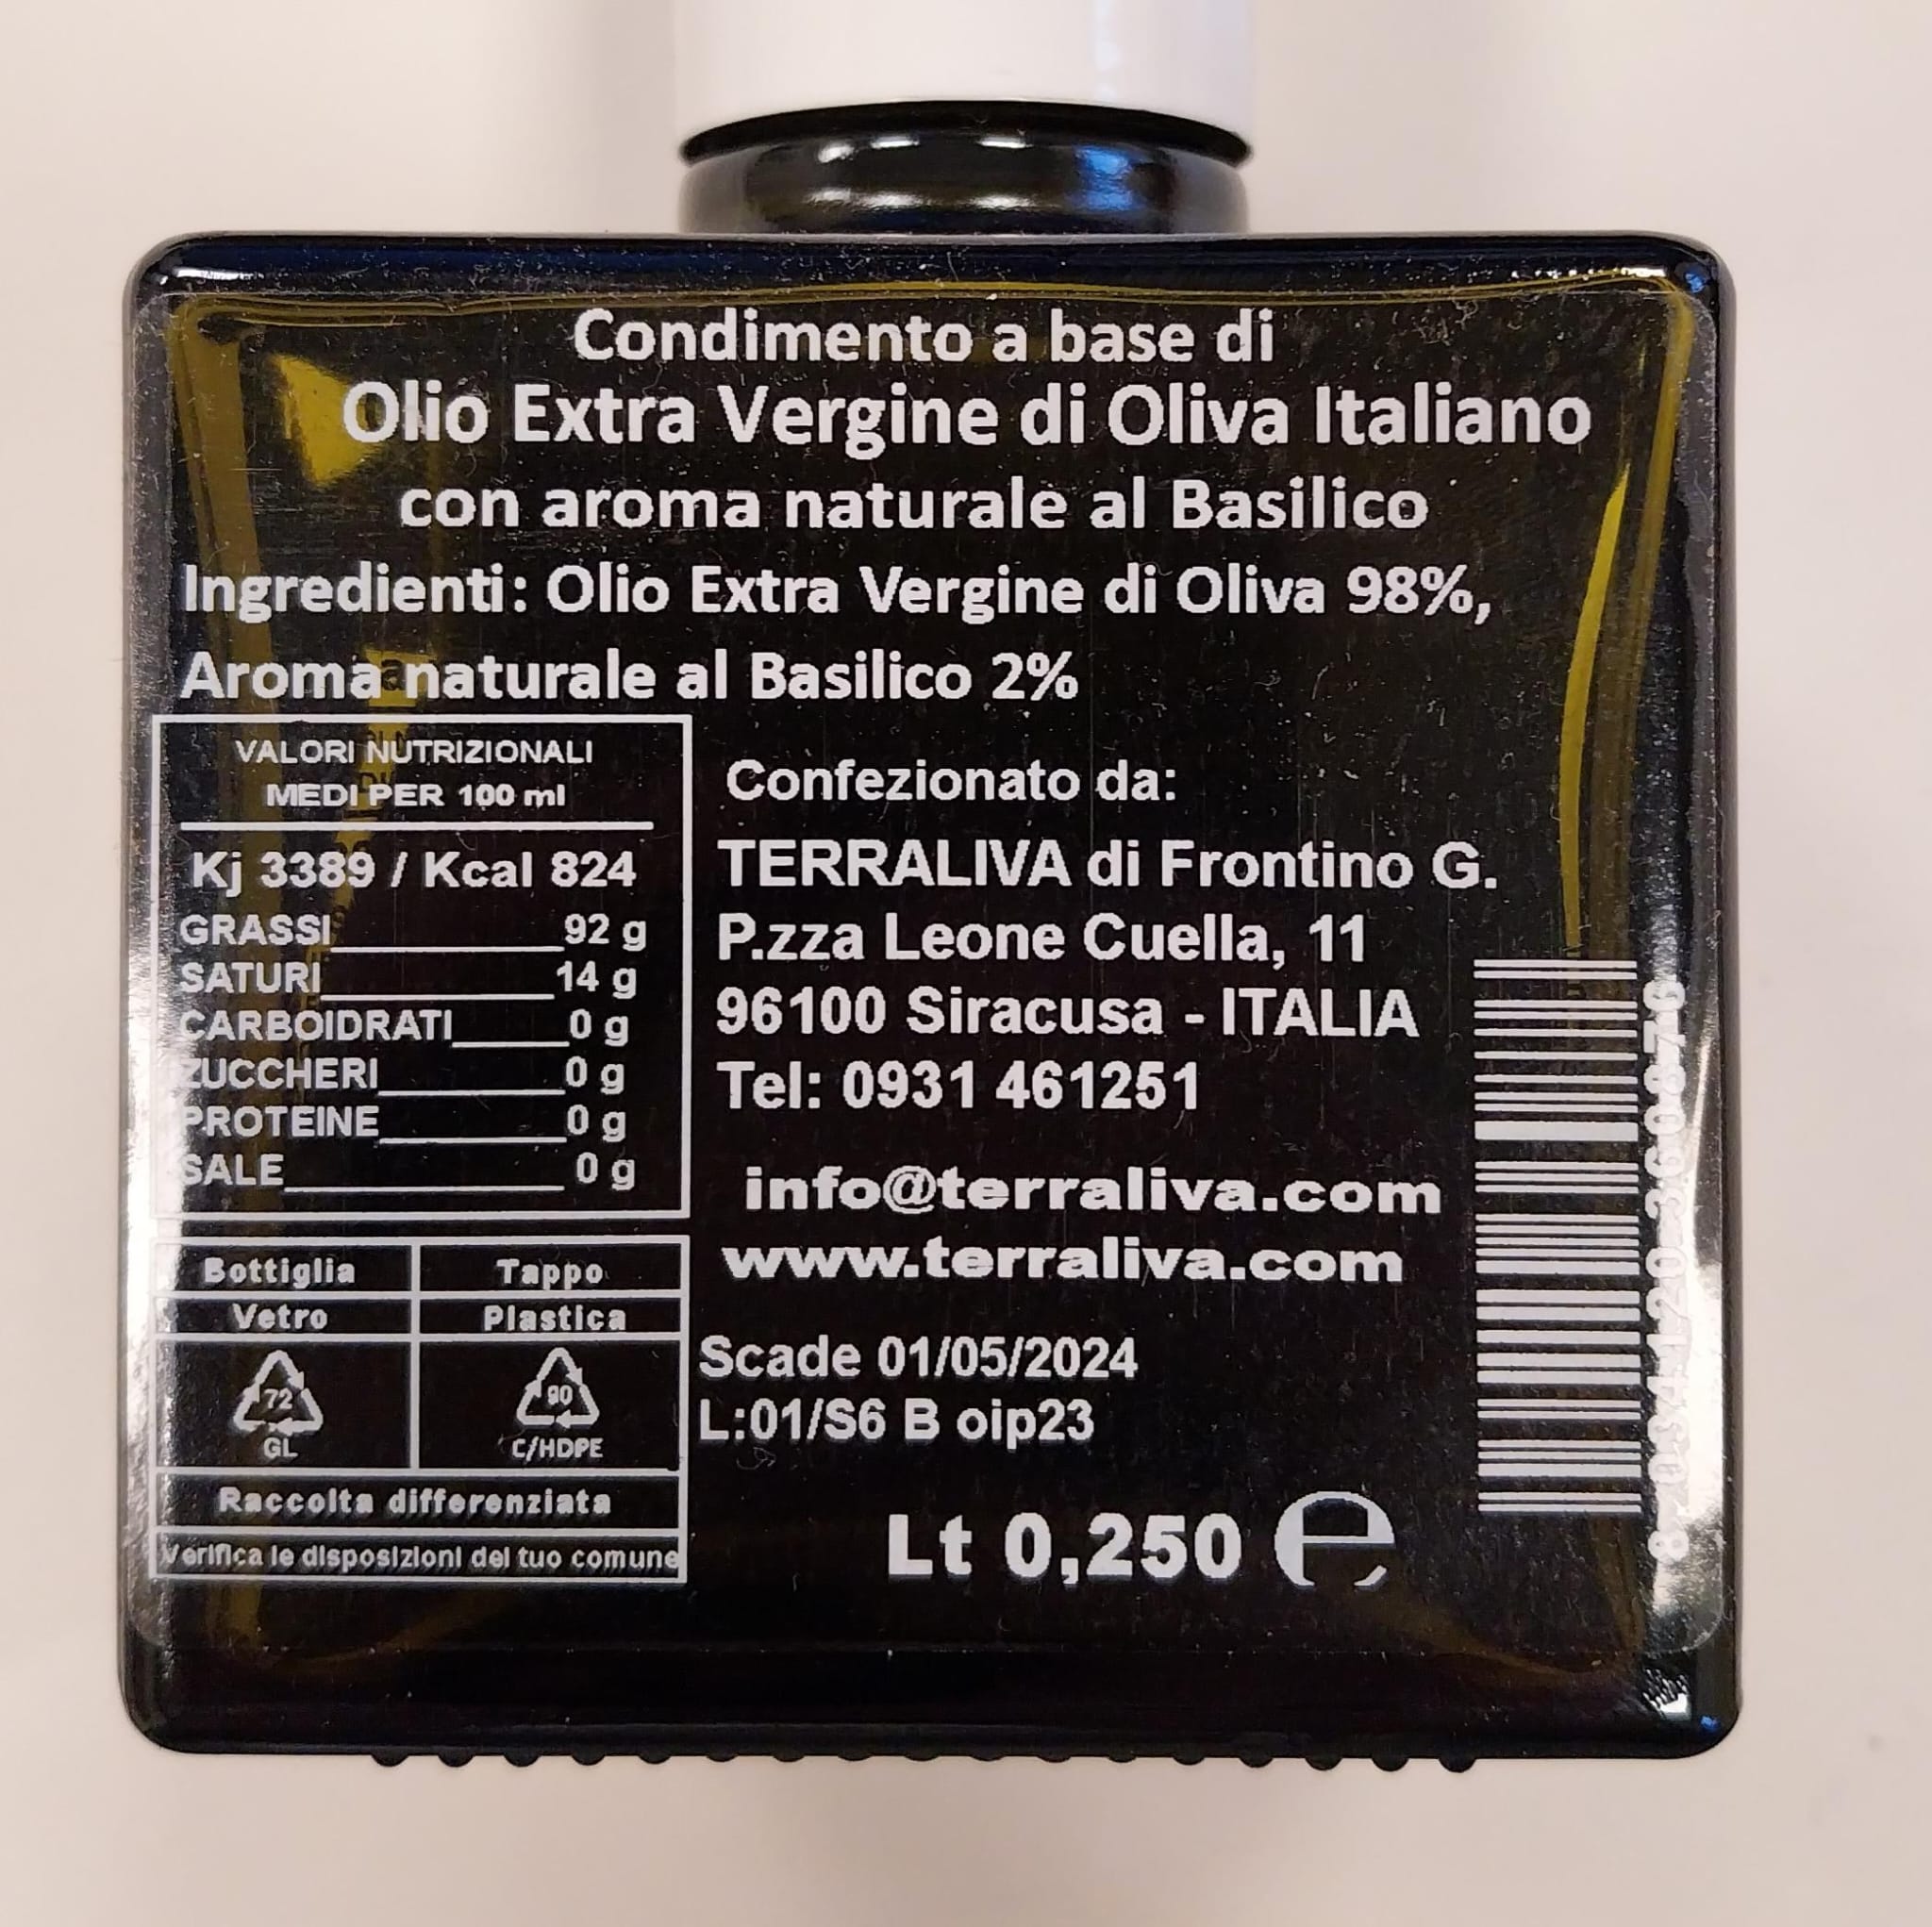 Condimento a base di
Olio Extra Vergine di Oliva Italiano
con aroma naturale al Basilico
Ingredienti: Olio Extra Vergine di Oliva 98%,
Aroma naturale al Basilico 2%
VALORI NUTRIZIONALI
MEDI PER 100 ml
Kj 3389 / Kcal 824
GRASSI 92 g
SATURI 14 g
CARBOIDRATI 0 g
ZUCCHERI 0 g
PROTEINE 0 g
SALE 0 g
Confezionato da:
TERRALIVA di Frontino G.
P.zza Leone Cuella, 11
96100 Siracusa - ITALIA
Tel: 0931 461251
info@terraliva.com
www.terraliva.com
Bottiglia Tappo
Vetro Plastica
72 90
GL C/HDPE
Raccolta differenziata
Verifica le disposizioni del tuo comune
Scade 01/05/2024
L:01/S6 B oip23
Lt 0,250 e